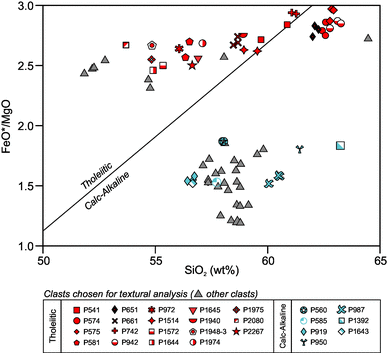 3.0
2.5
2.0
1.5
1.0
FeO*/MgO
Tholeiitic
Calc-Alkaline
50
55
60
65
SiO2 (wt%)
Clasts chosen for textural analysis ( other clasts)
Tholeiitic
P541 P651 P972 P1645 P1975
P574 P661 P1514 P1940 P2080
P575 P742 P1572 P1948-3 P2267
P581 P942 P1644 P1974
Calc-Alkaline
P560 P987
P585 P1392
P919 P1643
P950